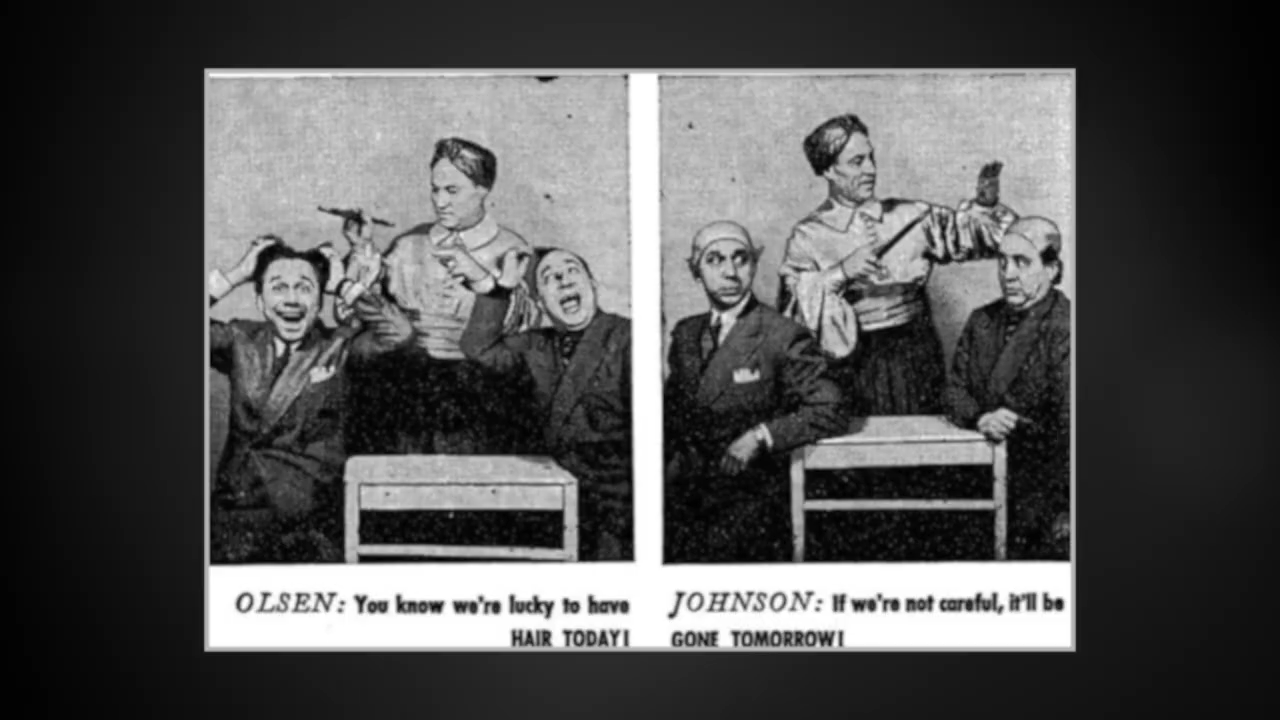 OLSEN: You know we're lucky to have
HAIR TODAY!
JOHNSON: If we're not careful, it'll be
GONE TOMORROW!